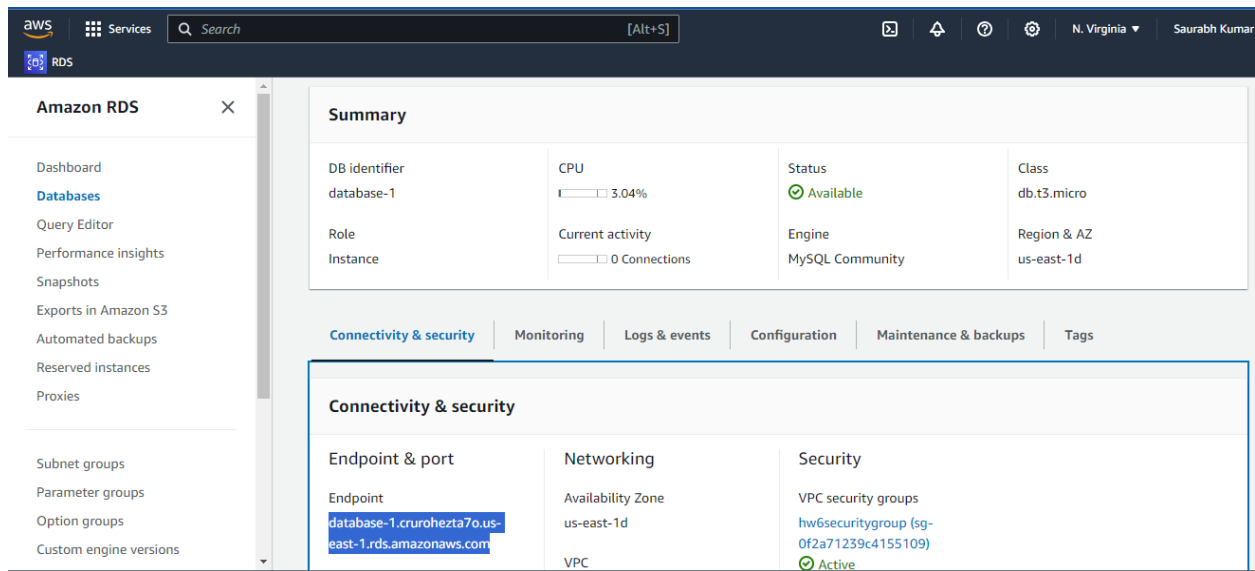 aws
Services
Search
[Alt+S]
N. Virginia
Saurabh Kumar
RDS
Amazon RDS
Dashboard
Databases
Query Editor
Performance insights
Snapshots
Exports in Amazon S3
Automated backups
Reserved instances
Proxies
Subnet groups
Parameter groups
Option groups
Custom engine versions
Summary
DB identifier
database-1
CPU
3.04%
Status
Available
Class
db.t3.micro
Role
Instance
Current activity
0 Connections
Engine
MySQL Community
Region & AZ
us-east-1d
Connectivity & security
Monitoring
Logs & events
Configuration
Maintenance & backups
Tags
Connectivity & security
Endpoint & port
Endpoint
database-1.crurohezta7o.us-
east-1.rds.amazonaws.com
Networking
Availability Zone
us-east-1d
VPC
Security
VPC security groups
hw6securitygroup (sg-
0f2a71239c4155109)
Active